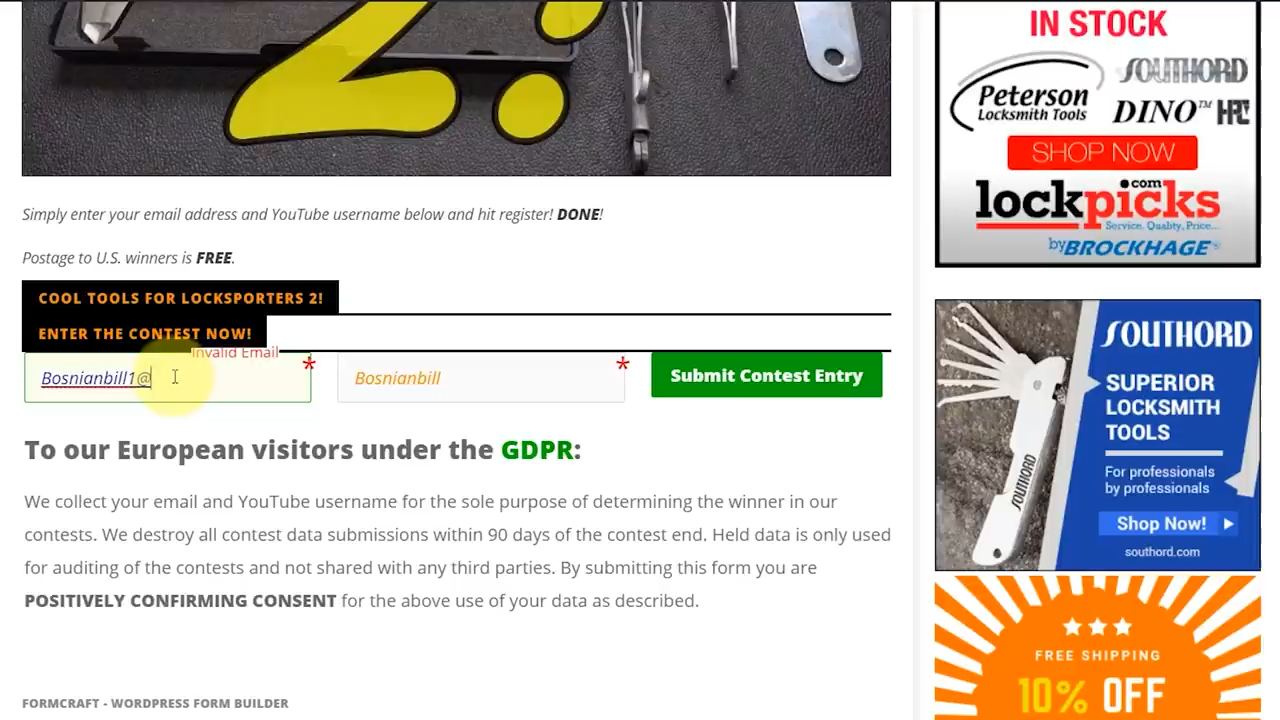 2:
Simply enter your email address and YouTube username below and hit register! DONE!
Postage to U.S. winners is FREE.
COOL TOOLS FOR LOCKSPORTERS 2!
ENTER THE CONTEST NOW!
Invalid Email
Bosnianbill1@
*
Bosnianbill
*
Submit Contest Entry
To our European visitors under the GDPR:
We collect your email and YouTube username for the sole purpose of determining the winner in our
contests. We destroy all contest data submissions within 90 days of the contest end. Held data is only used
for auditing of the contests and not shared with any third parties. By submitting this form you are
POSITIVELY CONFIRMING CONSENT for the above use of your data as described.
FORMCRAFT - WORDPRESS FORM BUILDER
IN STOCK
Peterson
Locksmith Tools
SOUTHORD
DINO™ HPC
SHOP NOW
lockpicks.com
Service, Quality, Price...
by BROCKHAGE®
SOUTHORD
SUPERIOR
LOCKSMITH
TOOLS
For professionals
by professionals
Shop Now!
southord.com
SOUTHORD
FREE SHIPPING
10% OFF